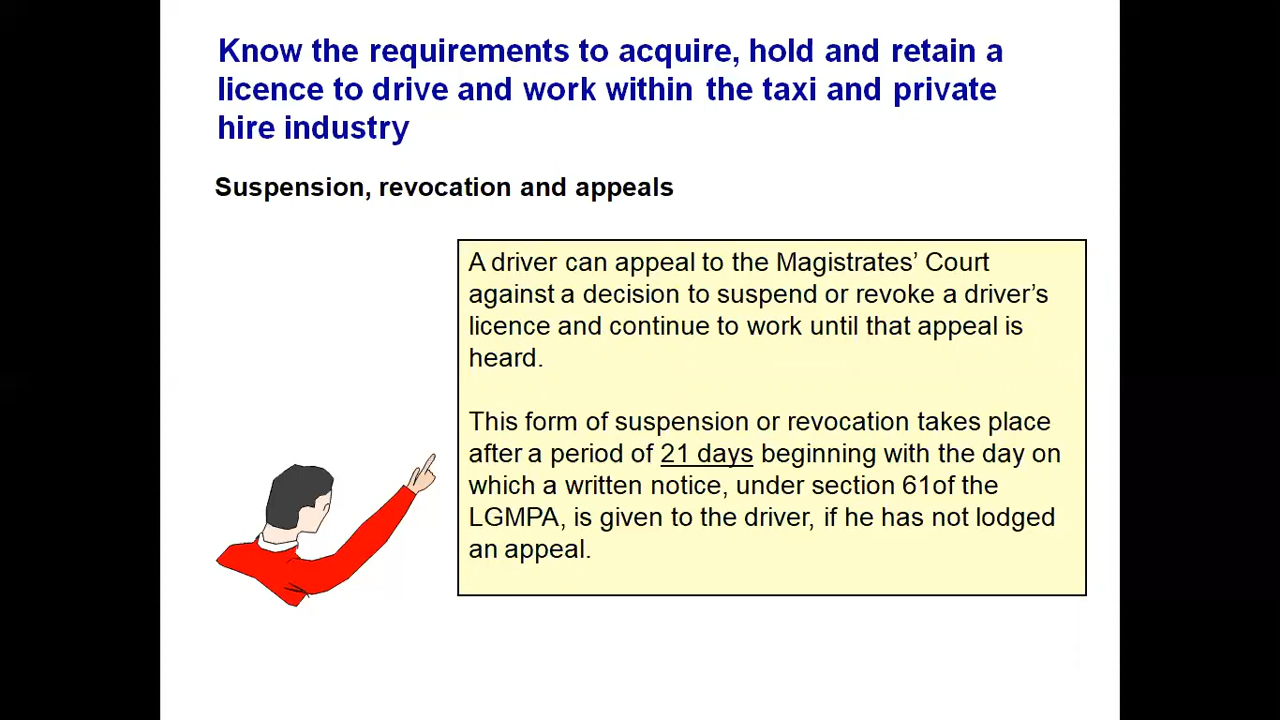 Know the requirements to acquire, hold and retain a
licence to drive and work within the taxi and private
hire industry
Suspension, revocation and appeals
A driver can appeal to the Magistrates’ Court
against a decision to suspend or revoke a driver’s
licence and continue to work until that appeal is
heard.
This form of suspension or revocation takes place
after a period of 21 days beginning with the day on
which a written notice, under section 61of the
LGMPA, is given to the driver, if he has not lodged
an appeal.